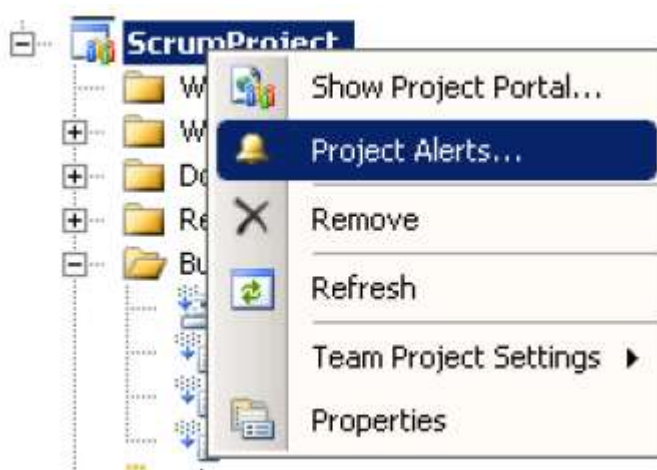 ScrumProject
Show Project Portal...
Project Alerts...
Remove
Refresh
Team Project Settings
Properties